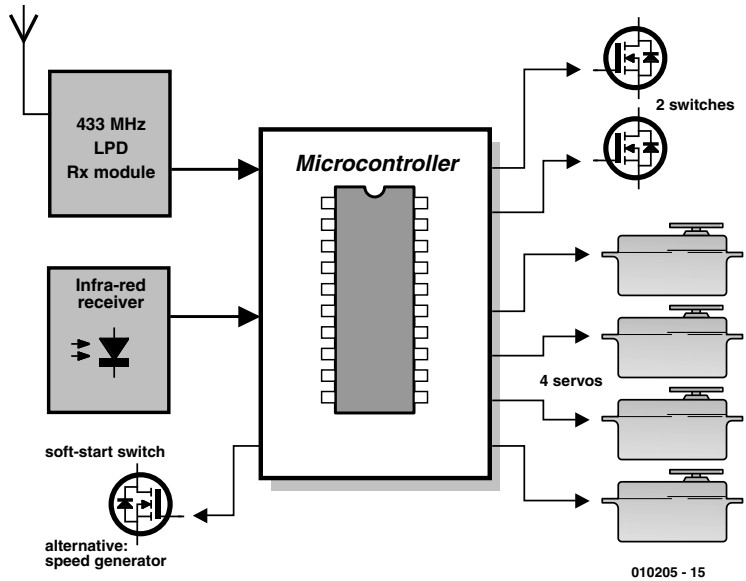 433 MHz
LPD
Rx module
Microcontroller
2 switches
Infra-red
receiver
4 servos
soft-start switch
alternative:
speed generator
010205 - 15